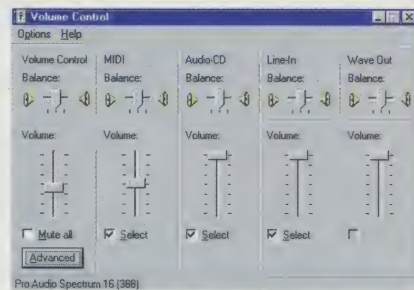 Volume Control
Options Help
Volume Control MIDI Audio-CD Line-In Wave Out
Balance: Balance: Balance: Balance: Balance:
Volume: Volume: Volume: Volume: Volume:
Mute all Select Select Select
Advanced
Pro Audio Spectrum 16 (388)